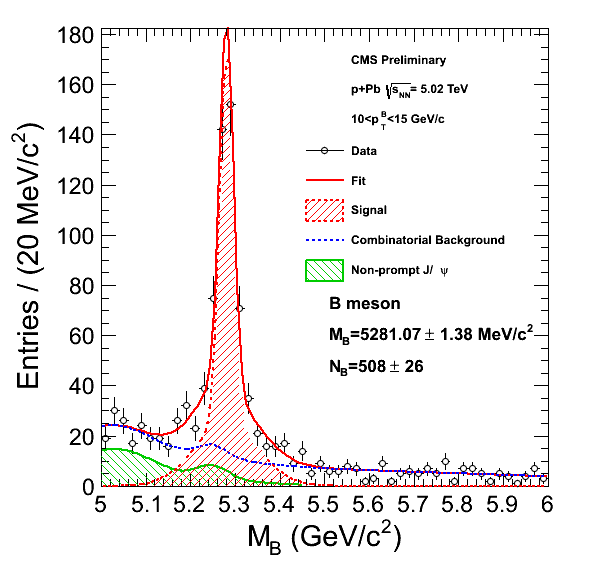 Entries / (20 MeV/c²)
180
160
140
120
100
80
60
40
20
0
CMS Preliminary
p+Pb √s_NN= 5.02 TeV
10<p_T^B<15 GeV/c
Data
Fit
Signal
Combinatorial Background
Non-prompt J/ ψ
B meson
M_B=5281.07 ± 1.38 MeV/c²
N_B=508 ± 26
5 5.1 5.2 5.3 5.4 5.5 5.6 5.7 5.8 5.9 6
M_B (GeV/c²)